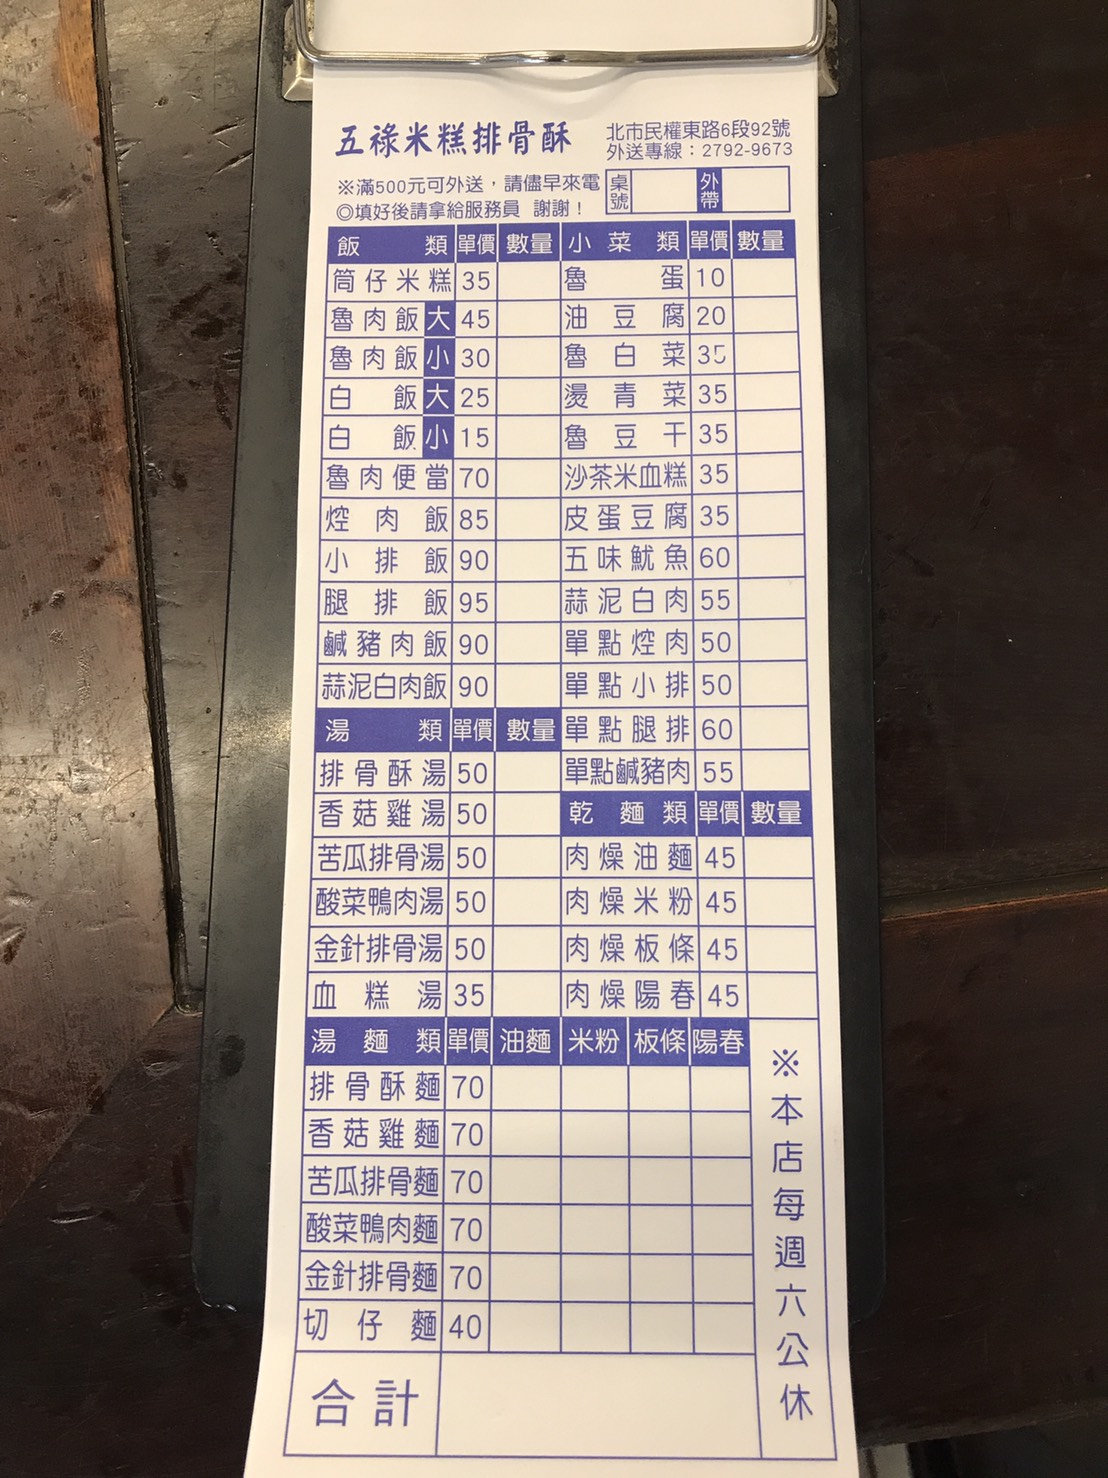 五祿米糕排骨酥
北市民權東路6段92號
外送專線：2792-9673
※滿500元可外送，請儘早來電
◎填好後請拿給服務員 謝謝！
桌號 外帶
飯類 單價 數量 小菜類 單價 數量
筒仔米糕 35 魯蛋 10
魯肉飯大 45 油豆腐 20
魯肉飯小 30 魯白菜 35
白飯大 25 燙青菜 35
白飯小 15 魯豆干 35
魯肉便當 70 沙茶米血糕 35
焢肉飯 85 皮蛋豆腐 35
小排飯 90 五味魷魚 60
腿排飯 95 蒜泥白肉 55
鹹豬肉飯 90 單點焢肉 50
蒜泥白肉飯 90 單點小排 50
湯類 單價 數量 單點腿排 60
排骨酥湯 50 單點鹹豬肉 55
香菇雞湯 50 乾麵類 單價 數量
苦瓜排骨湯 50 肉燥油麵 45
酸菜鴨肉湯 50 肉燥米粉 45
金針排骨湯 50 肉燥板條 45
血糕湯 35 肉燥陽春 45
湯麵類 單價 油麵 米粉 板條 陽春
排骨酥麵 70
香菇雞麵 70
苦瓜排骨麵 70
酸菜鴨肉麵 70
金針排骨麵 70
切仔麵 40
合計
※本店每週六公休